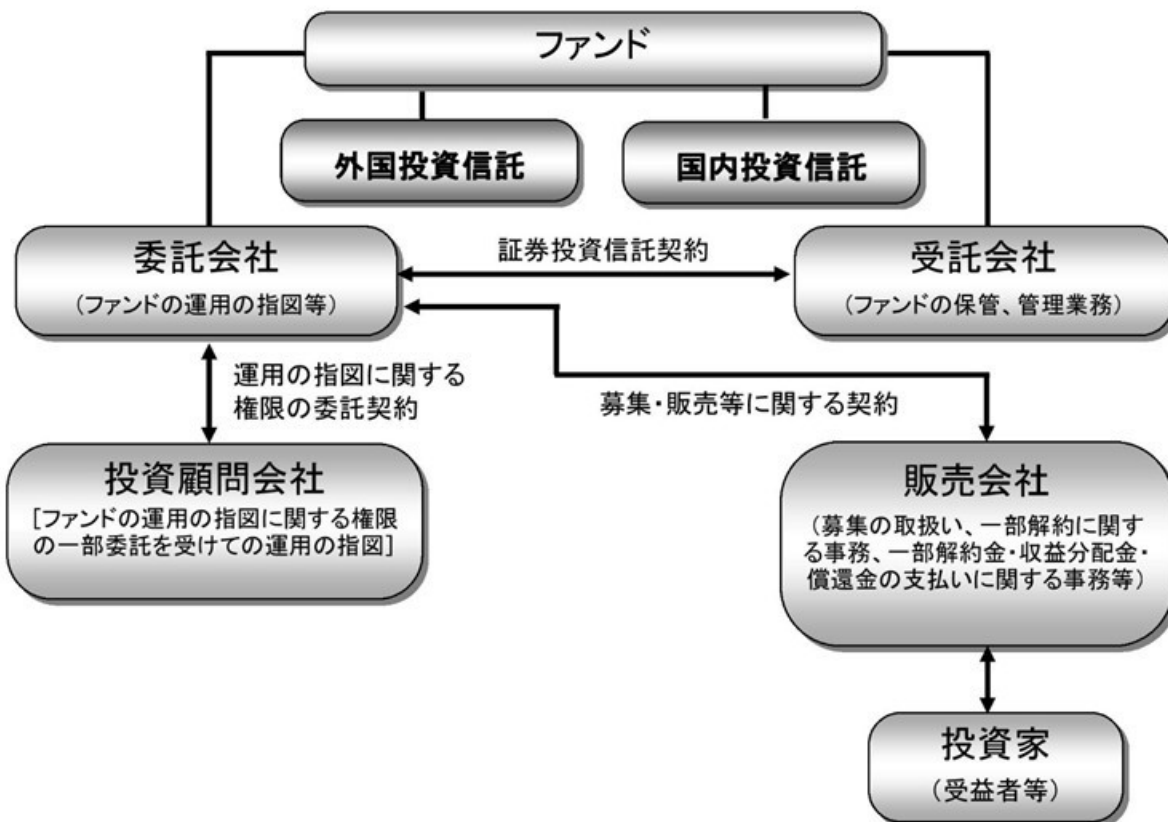 ファンド
外国投資信託
国内投資信託
委託会社
(ファンドの運用の指図等)
証券投資信託契約
受託会社
(ファンドの保管、管理業務)
運用の指図に関する
権限の委託契約
募集・販売等に関する契約
投資顧問会社
[ファンドの運用の指図に関する権限
の一部委託を受けての運用の指図]
販売会社
(募集の取扱い、一部解約に関す
る事務、一部解約金・収益分配金・
償還金の支払いに関する事務等)
投資家
(受益者等)